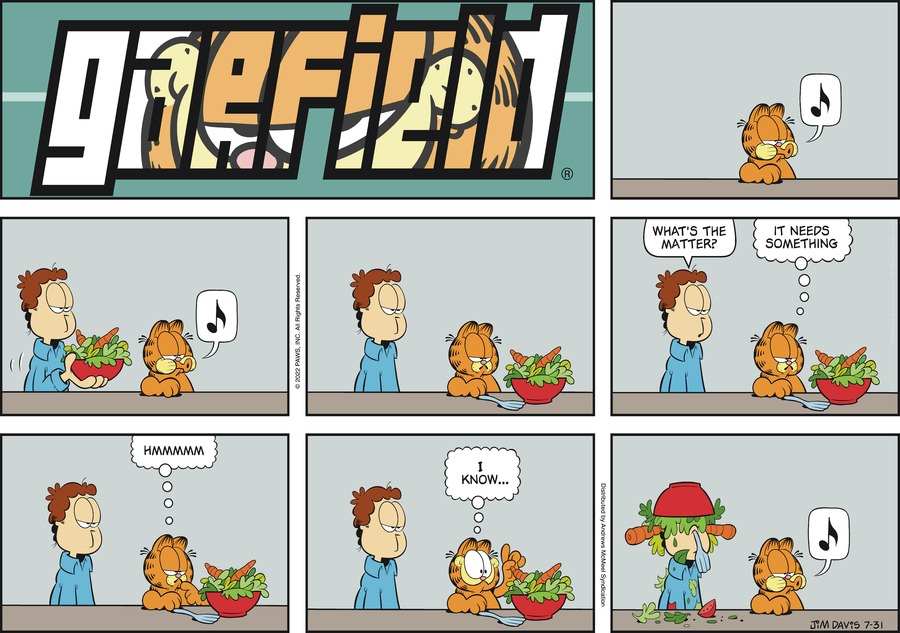 garfield
®
© 2022 PAWS, INC. All Rights Reserved.
WHAT'S THE
MATTER?
IT NEEDS
SOMETHING
HMMMMM
I
KNOW...
Distributed by Andrews McMeel Syndication
JIM DAVIS 7-31